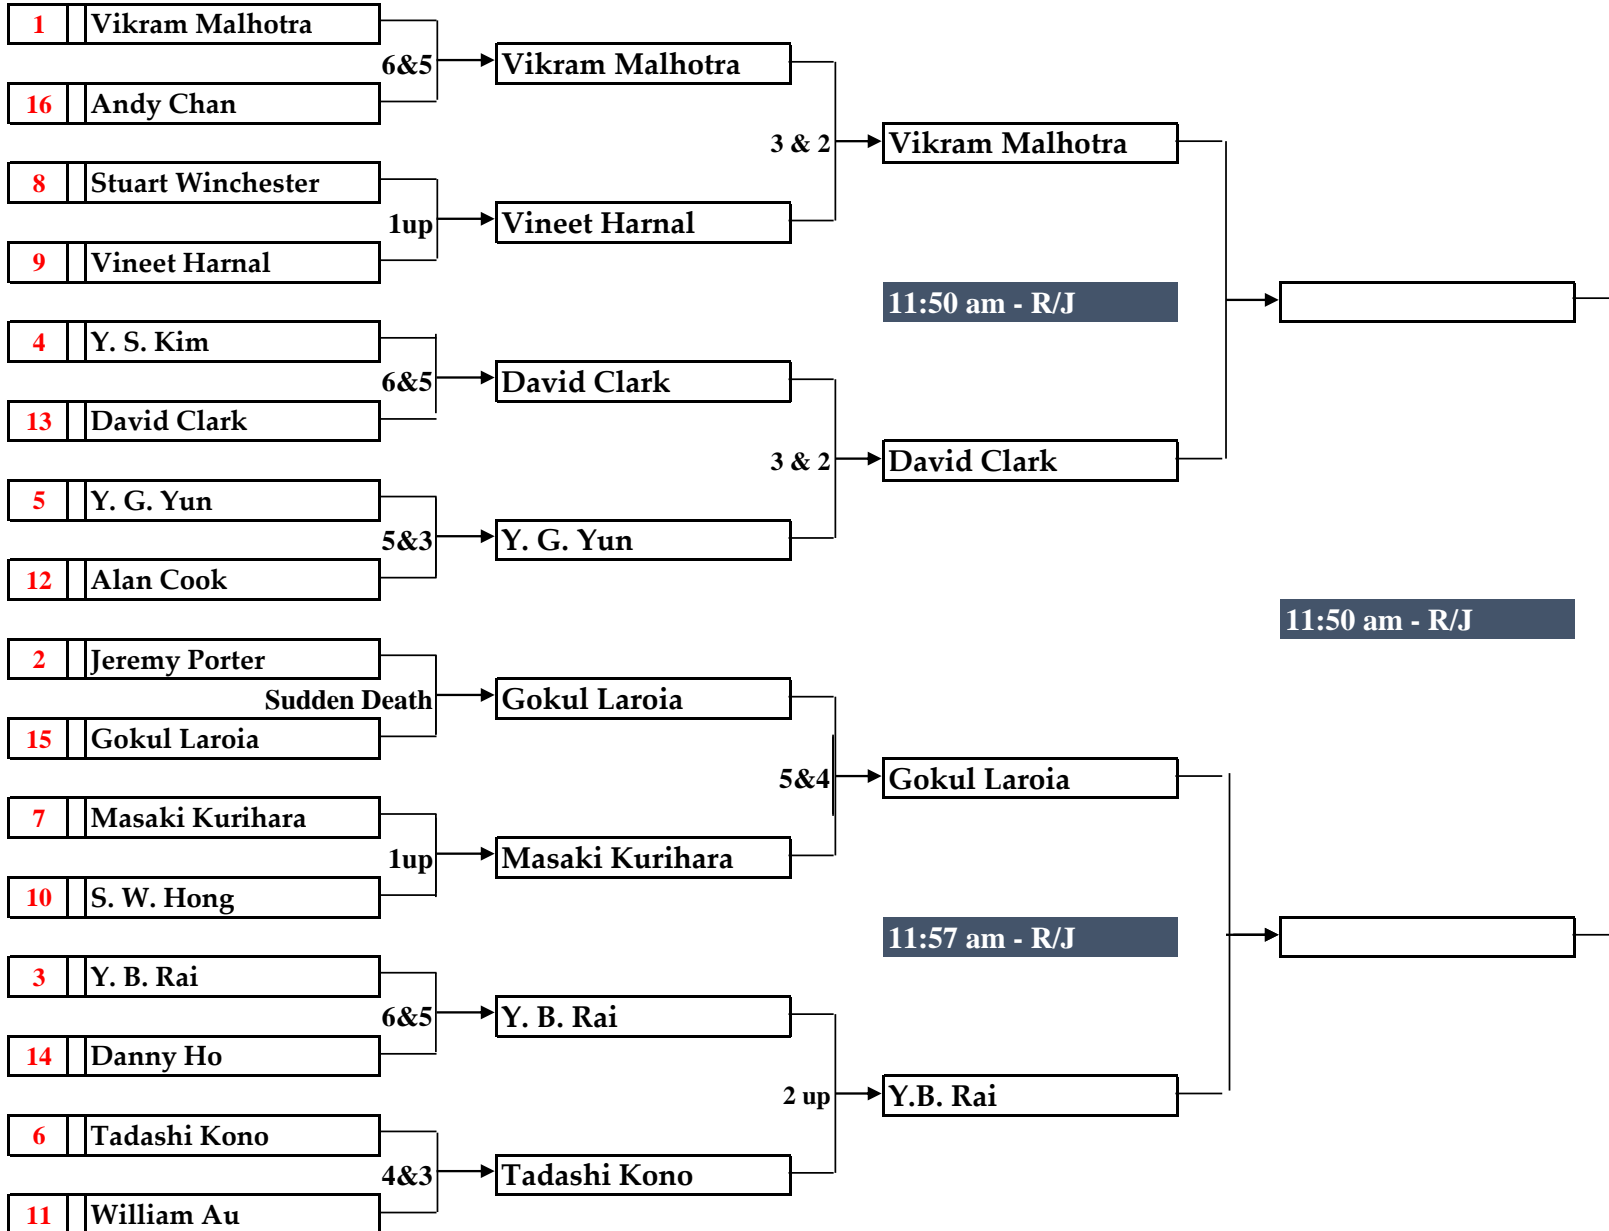 1 Vikram Malhotra
6&5
Vikram Malhotra
16 Andy Chan
3 & 2
Vikram Malhotra
8 Stuart Winchester
1up
Vineet Harnal
9 Vineet Harnal
11:50 am - R/J
4 Y. S. Kim
6&5
David Clark
13 David Clark
3 & 2
David Clark
5 Y. G. Yun
5&3
Y. G. Yun
12 Alan Cook
11:50 am - R/J
2 Jeremy Porter
Sudden Death
Gokul Laroia
15 Gokul Laroia
5&4
Gokul Laroia
7 Masaki Kurihara
1up
Masaki Kurihara
10 S. W. Hong
11:57 am - R/J
3 Y. B. Rai
6&5
Y. B. Rai
14 Danny Ho
2 up
Y.B. Rai
6 Tadashi Kono
4&3
Tadashi Kono
11 William Au